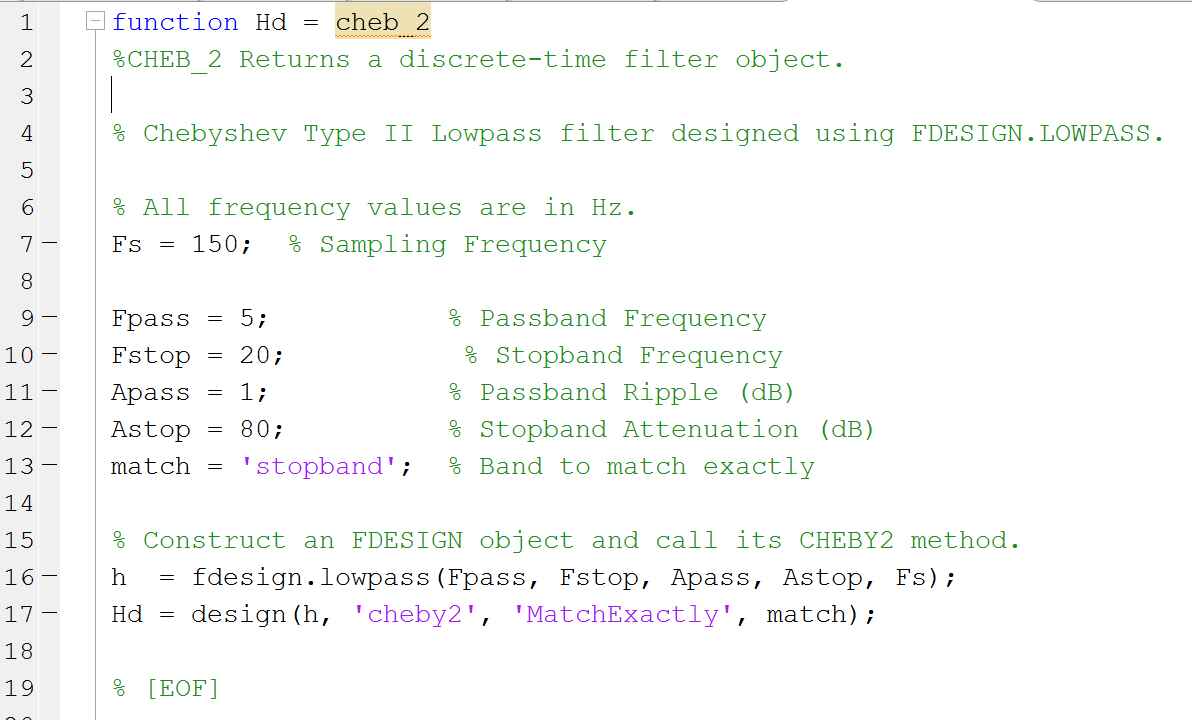 1 function Hd = cheb_2
2 %CHEB_2 Returns a discrete-time filter object.
3
4 % Chebyshev Type II Lowpass filter designed using FDESIGN.LOWPASS.
5
6 % All frequency values are in Hz.
7 Fs = 150;  % Sampling Frequency
8
9 Fpass = 5;           % Passband Frequency
10 Fstop = 20;           % Stopband Frequency
11 Apass = 1;           % Passband Ripple (dB)
12 Astop = 80;          % Stopband Attenuation (dB)
13 match = 'stopband';  % Band to match exactly
14
15 % Construct an FDESIGN object and call its CHEBY2 method.
16 h  = fdesign.lowpass(Fpass, Fstop, Apass, Astop, Fs);
17 Hd = design(h, 'cheby2', 'MatchExactly', match);
18
19 % [EOF]